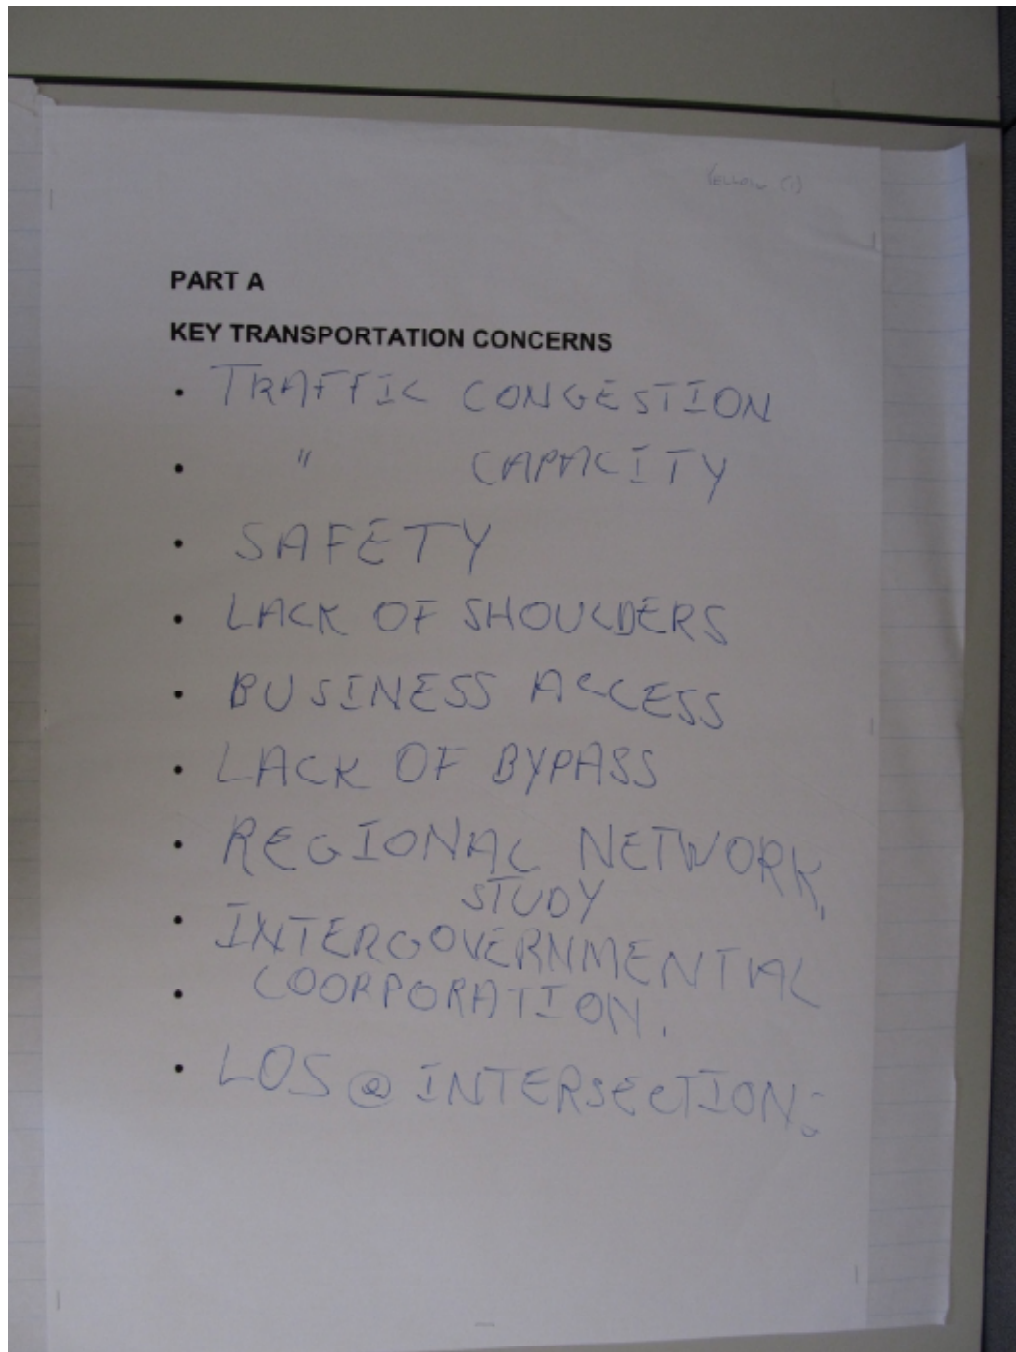 PART A
KEY TRANSPORTATION CONCERNS
• TRAFFIC CONGESTION
• " CAPACITY
• SAFETY
• LACK OF SHOULDERS
• BUSINESS ACCESS
• LACK OF BYPASS
• REGIONAL NETWORK,
STUDY
• INTERGOVERNMENTAL
• COORPORATION.
• LOS @ INTERSECTION